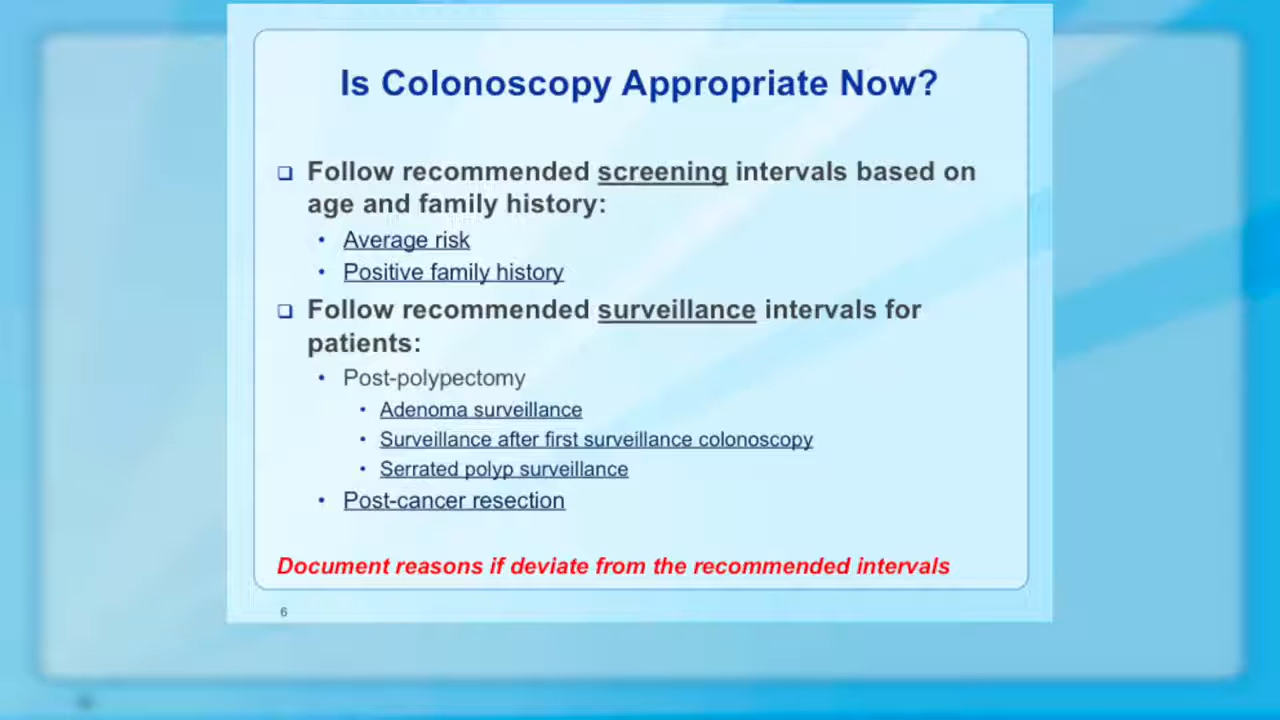 Is Colonoscopy Appropriate Now?
❑ Follow recommended screening intervals based on
age and family history:
• Average risk
• Positive family history
❑ Follow recommended surveillance intervals for
patients:
• Post-polypectomy
• Adenoma surveillance
• Surveillance after first surveillance colonoscopy
• Serrated polyp surveillance
• Post-cancer resection
Document reasons if deviate from the recommended intervals
6